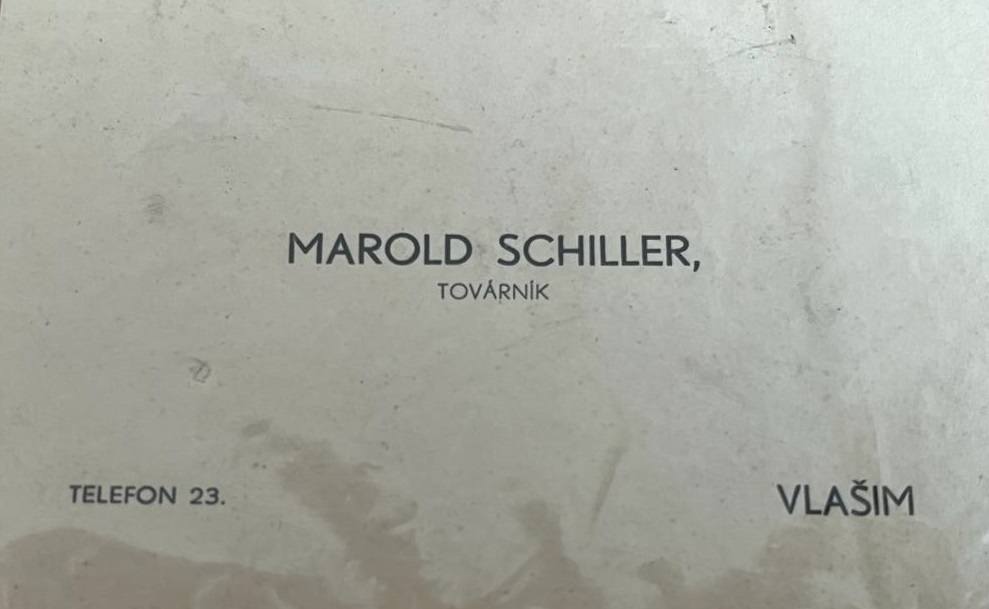 MAROLD SCHILLER,
TOVÁRNÍK
TELEFON 23.
VLAŠIM